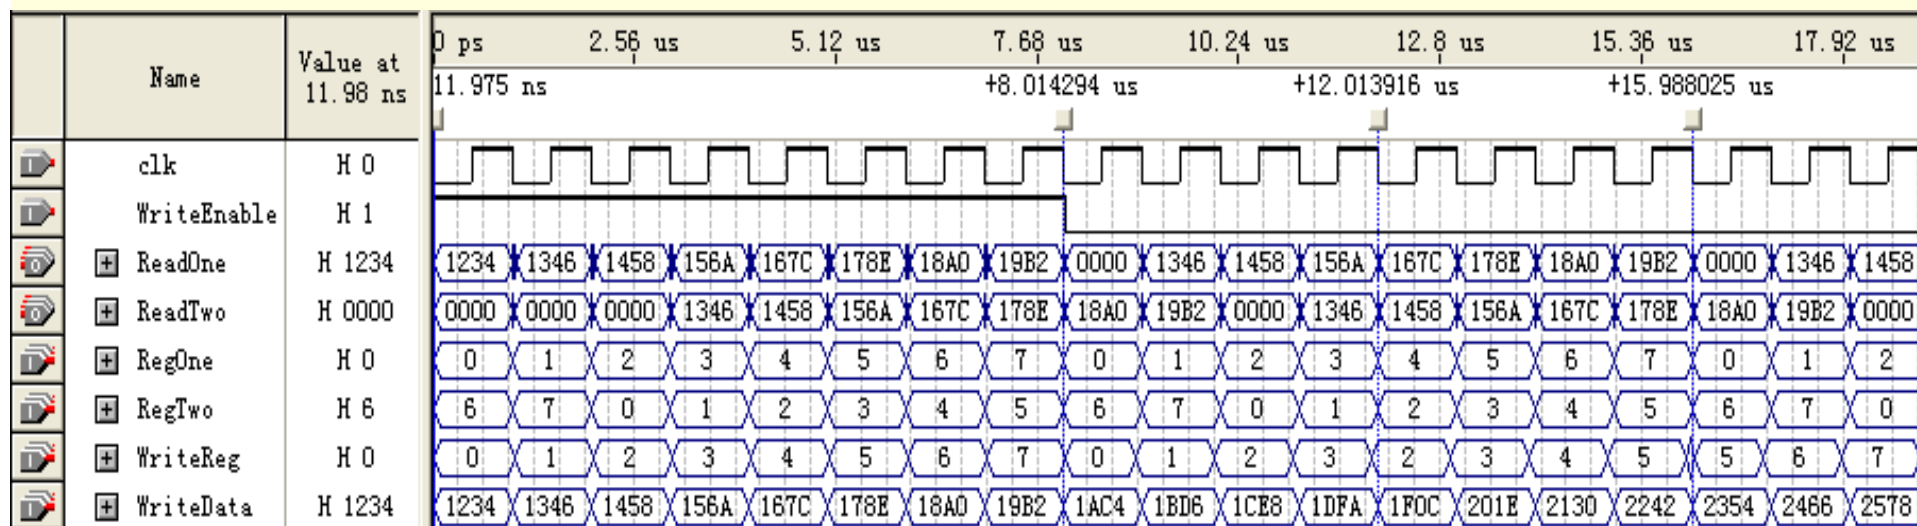 0 ps 2.56 us 5.12 us 7.68 us 10.24 us 12.8 us 15.36 us 17.92 us
Name Value at 11.98 ns
11.975 ns +8.014294 us +12.013916 us +15.988025 us
clk H 0
WriteEnable H 1
ReadOne H 1234 1234 1346 1458 156A 167C 178E 18A0 19B2 0000 1346 1458 156A 167C 178E 18A0 19B2 0000 1346 1458
ReadTwo H 0000 0000 0000 0000 1346 1458 156A 167C 178E 18A0 19B2 0000 1346 1458 156A 167C 178E 18A0 19B2 0000
RegOne H 0 0 1 2 3 4 5 6 7 0 1 2 3 4 5 6 7 0 1 2
RegTwo H 6 6 7 0 1 2 3 4 5 6 7 0 1 2 3 4 5 6 7 0
WriteReg H 0 0 1 2 3 4 5 6 7 0 1 2 3 2 3 4 5 5 6 7
WriteData H 1234 1234 1346 1458 156A 167C 178E 18A0 19B2 1AC4 1BD6 1CE8 1DFA 1F0C 201E 2130 2242 2354 2466 2578